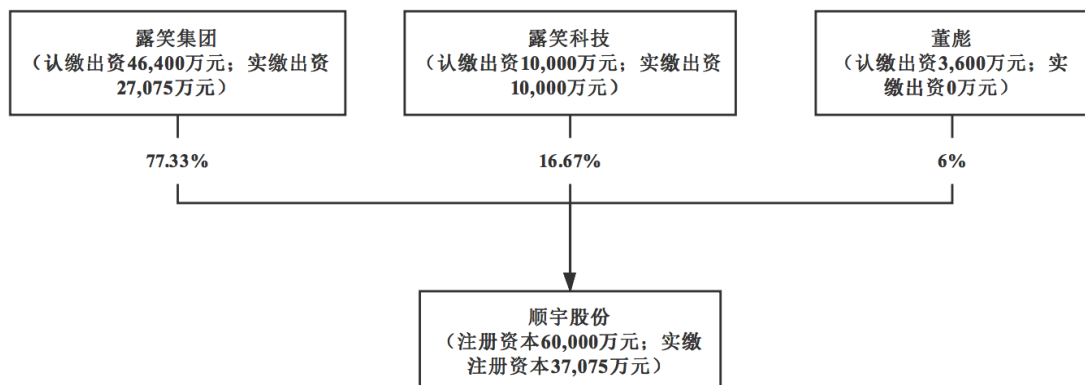 露笑集团
（认缴出资46,400万元；实缴出资
27,075万元）
露笑科技
（认缴出资10,000万元；实缴出资
10,000万元）
董彪
（认缴出资3,600万元；实
缴出资0万元）
77.33%
16.67%
6%
顺宇股份
（注册资本60,000万元；实缴
注册资本37,075万元）